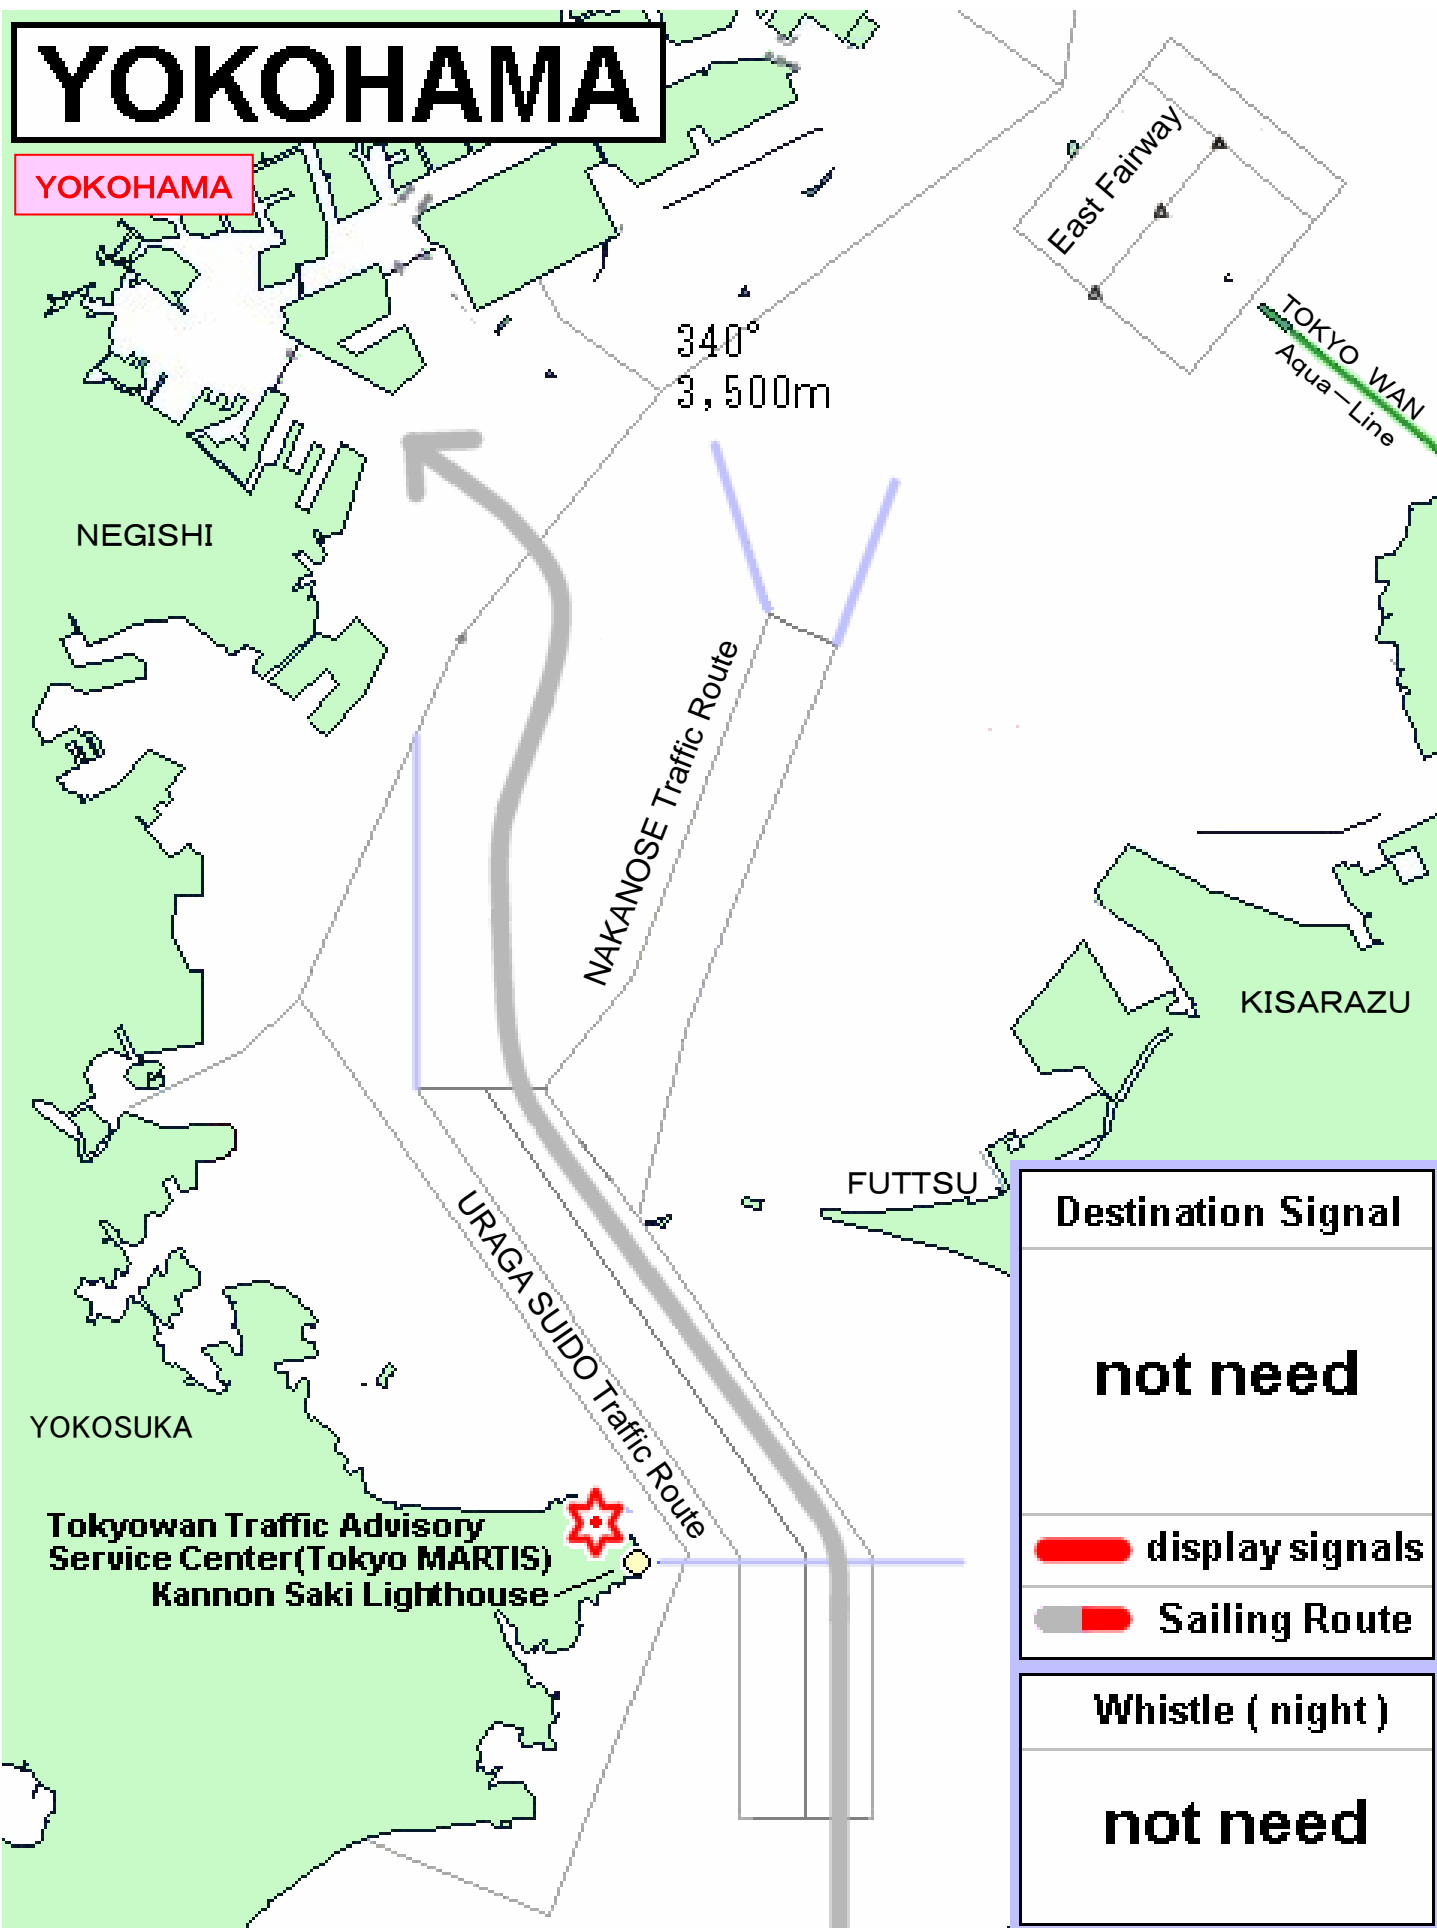 YOKOHAMA
YOKOHAMA
East Fairway
TOKYO WAN
Aqua-Line
340°
3,500m
NEGISHI
NAKANOSE Traffic Route
KISARAZU
FUTTSU
URAGA SUIDO Traffic Route
YOKOSUKA
Tokyowan Traffic Advisory
Service Center(Tokyo MARTIS)
Kannon Saki Lighthouse
Destination Signal
not need
display signals
Sailing Route
Whistle ( night )
not need